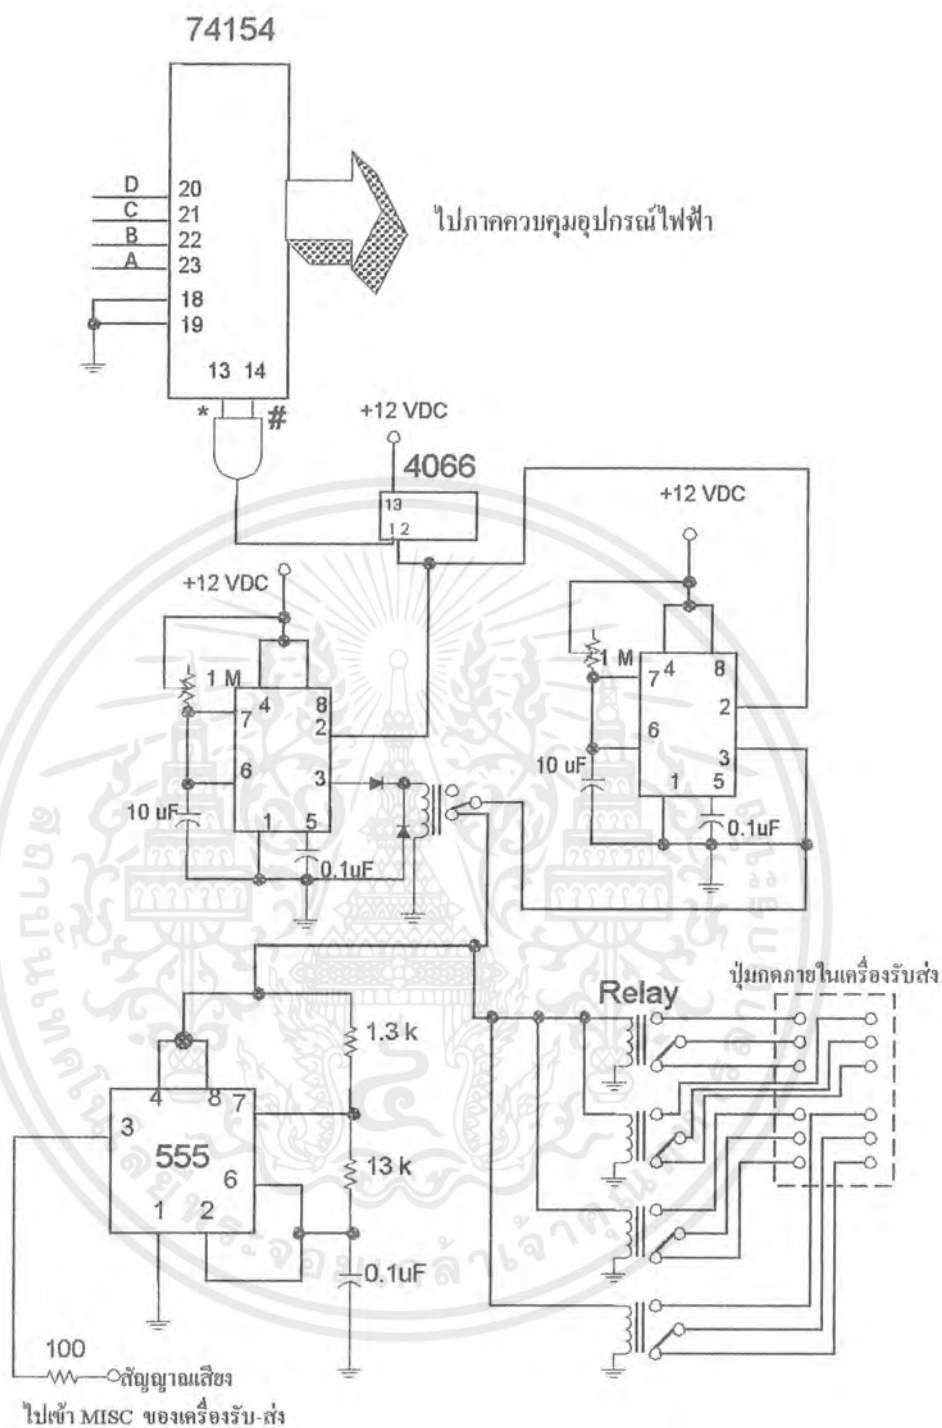 74154
D 20
C 21
B 22
A 23
18
19
13 14
* #
ไปภาคควบคุมอุปกรณ์ไฟฟ้า
+12 VDC
4066
13
1 2
+12 VDC
1 M
4 8
7 2
6 3
10 uF
1 5
0.1uF
+12 VDC
1 M
4 8
7 2
6 3
10 uF
1 5
0.1uF
ปุ่มกดภายในเครื่องรับส่ง
Relay
1.3 k
4 8 7
3
555
6
13 k
1 2
0.1uF
100
สัญญาณเสียง
ไปเข้า MISC ของเครื่องรับ-ส่ง